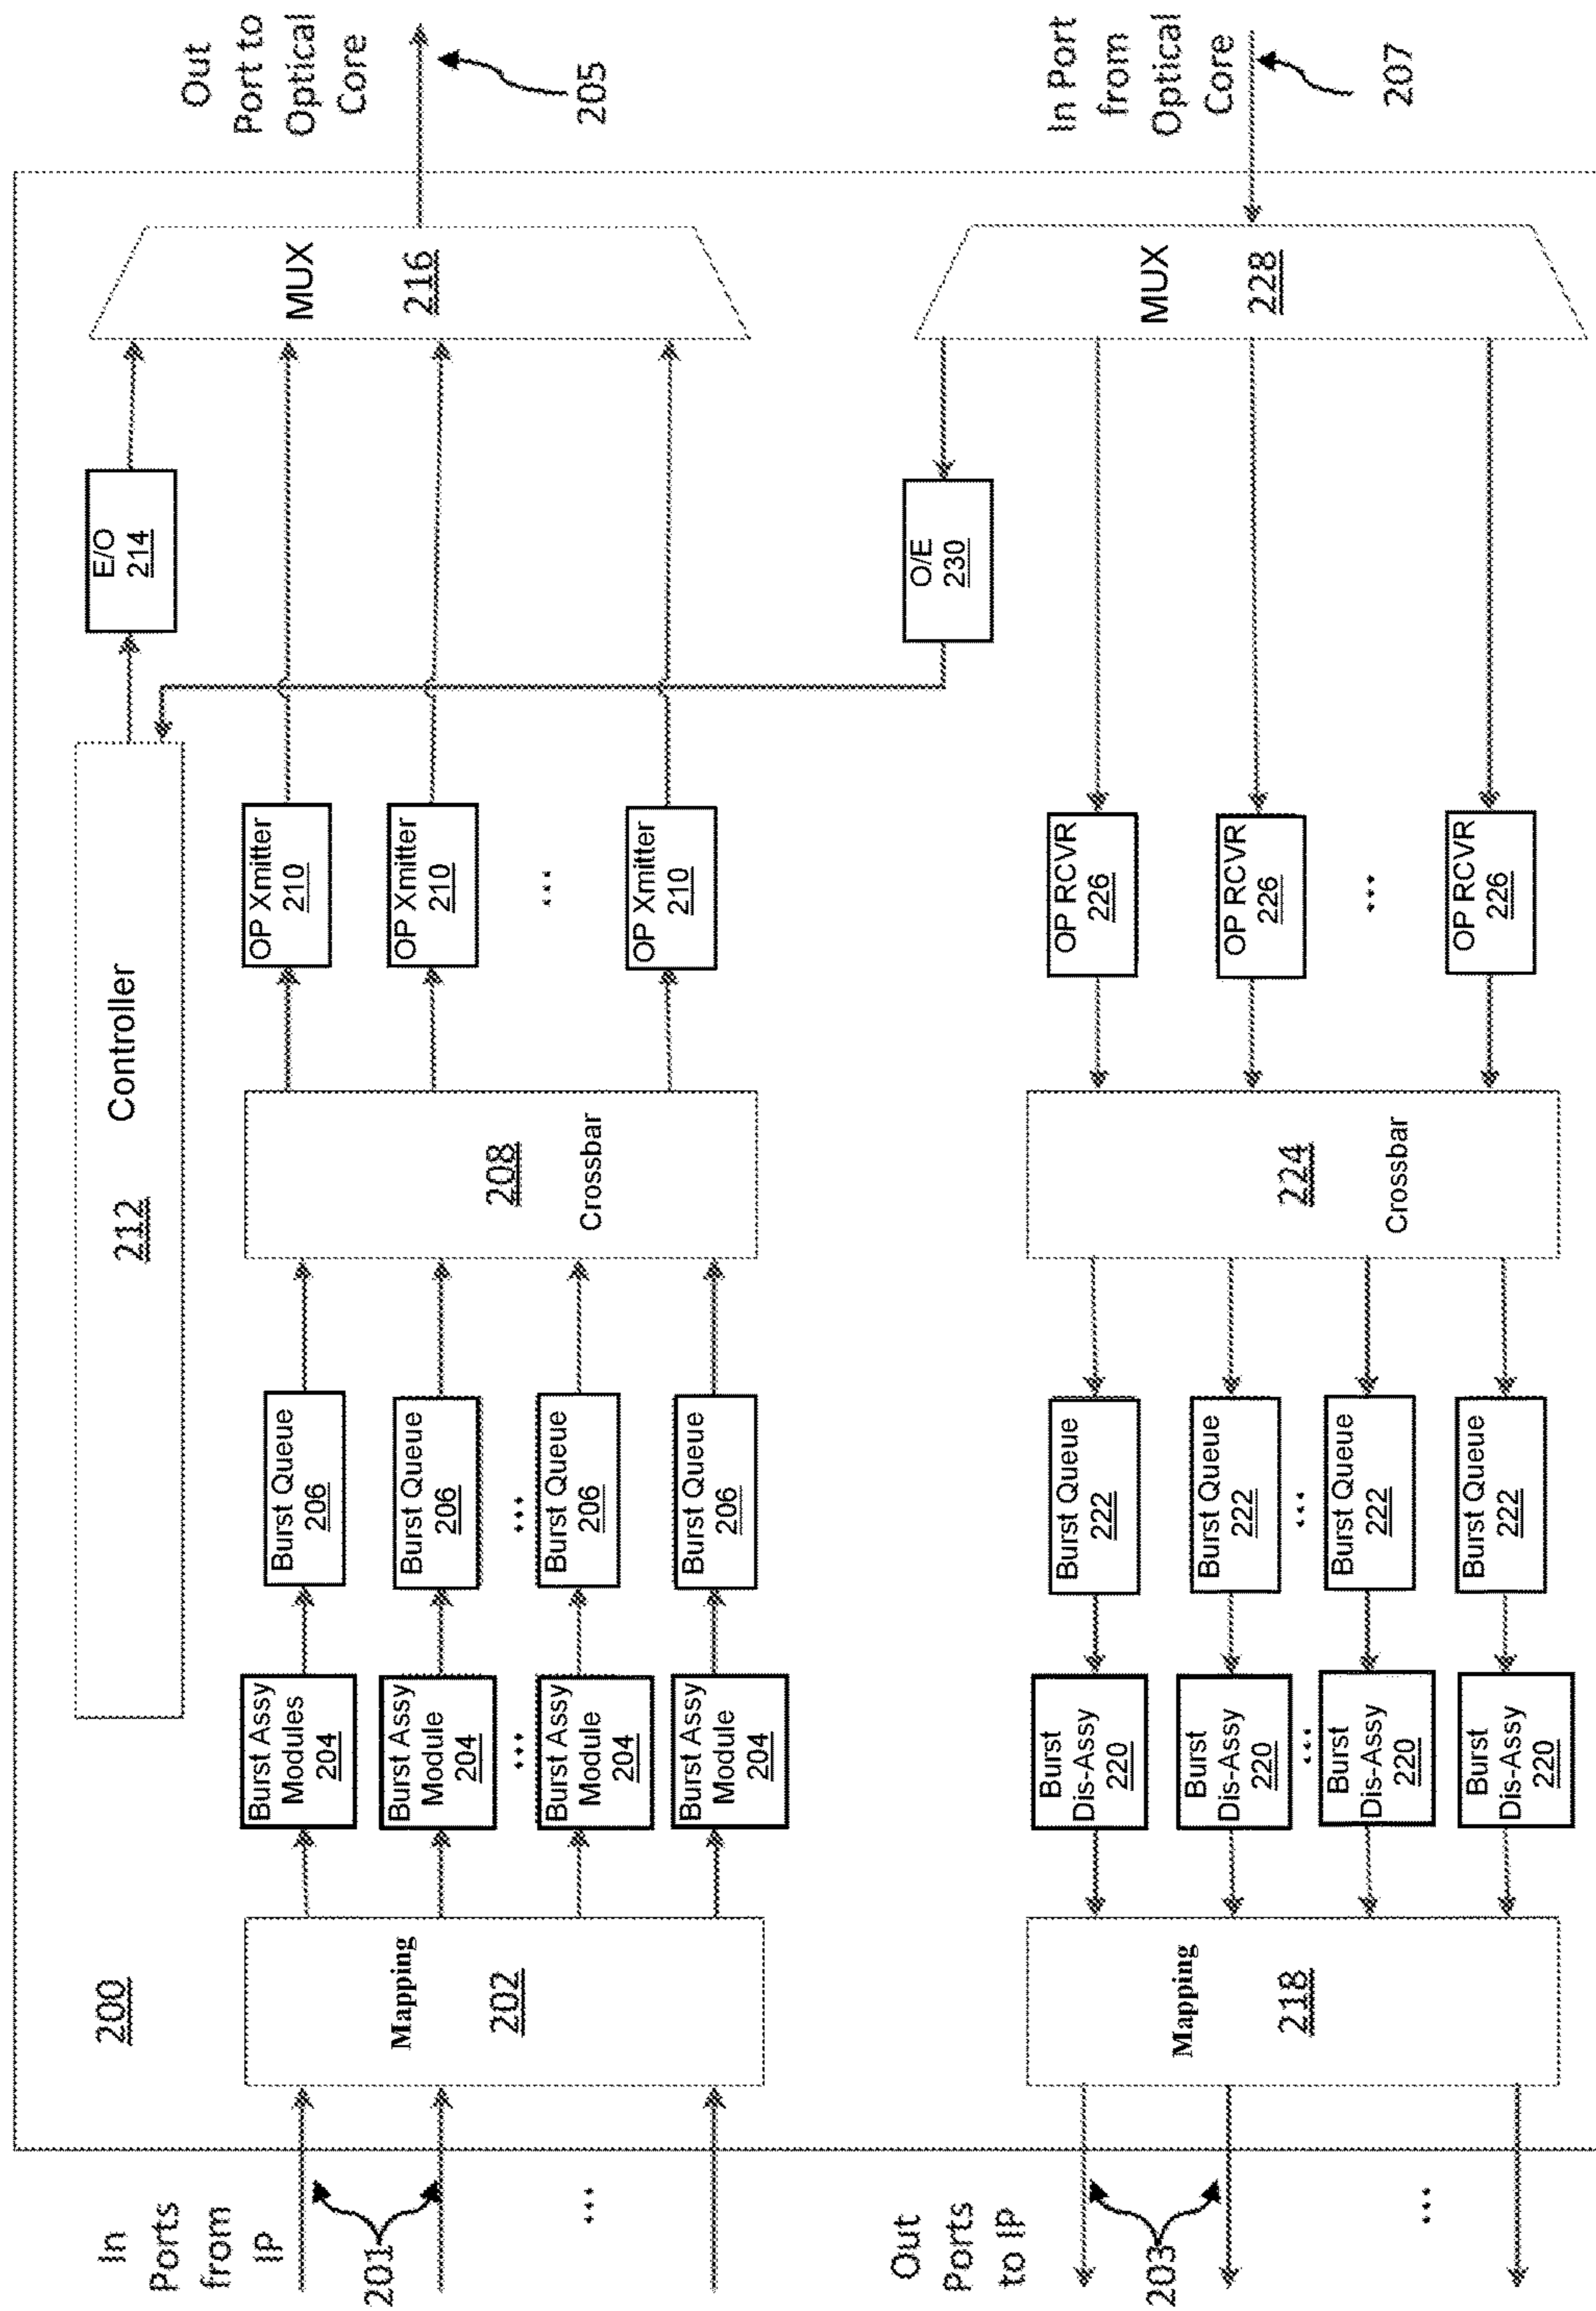 200
Controller
212
E/O
214
In
Ports
from
IP
201
...
Mapping
202
Burst Assy
Modules
204
Burst Assy
Module
204
...
Burst Assy
Module
204
Burst Assy
Module
204
Burst Queue
206
Burst Queue
206
...
Burst Queue
206
Burst Queue
206
208
Crossbar
OP Xmitter
210
OP Xmitter
210
...
OP Xmitter
210
MUX
216
Out
Port to
Optical
Core
205
Out
Ports
to IP
203
...
Mapping
218
Burst
Dis-Assy
220
Burst
Dis-Assy
220
...
Burst
Dis-Assy
220
Burst
Dis-Assy
220
Burst Queue
222
Burst Queue
222
...
Burst Queue
222
Burst Queue
222
224
Crossbar
OP RCVR
226
OP RCVR
226
...
OP RCVR
226
O/E
230
MUX
228
In Port
from
Optical
Core
207